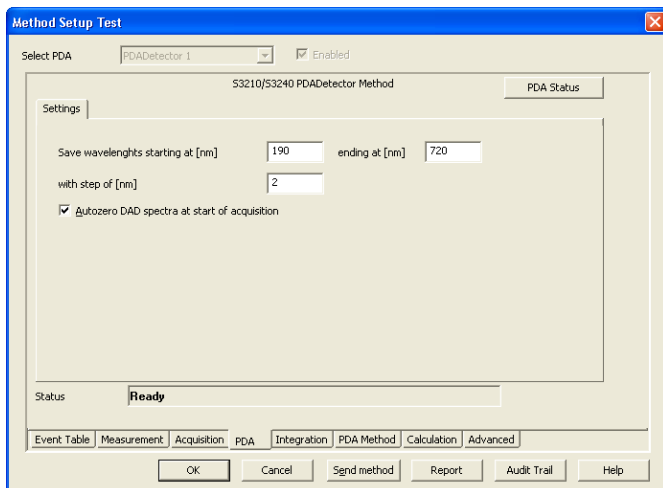 Method Setup Test
Select PDA PDADetector 1 Enabled
S3210/S3240 PDADetector Method PDA Status
Settings
Save wavelenghts starting at [nm] 190 ending at [nm] 720
with step of [nm] 2
Autozero DAD spectra at start of acquisition
Status Ready
Event Table Measurement Acquisition PDA Integration PDA Method Calculation Advanced
OK Cancel Send method Report Audit Trail Help